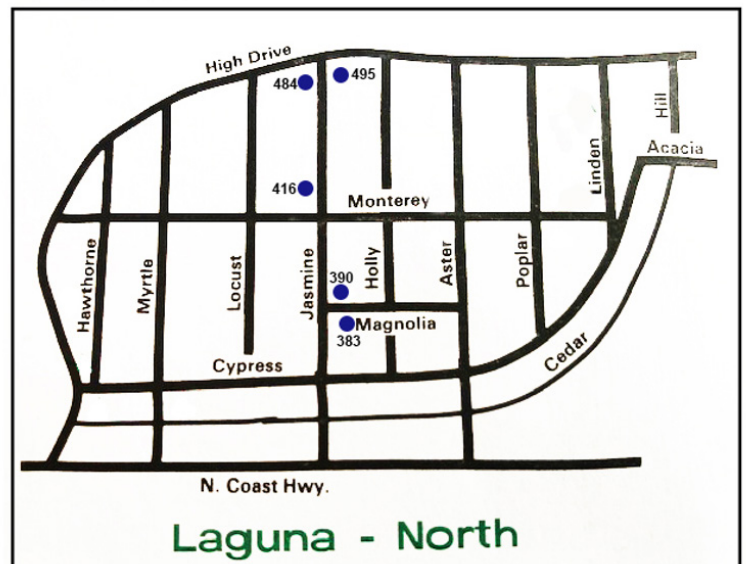 High Drive
484
495
Hill
Acacia
Linden
416
Monterey
Hawthorne
Myrtle
Locust
Jasmine
390
Holly
Aster
Poplar
Magnolia
383
Cypress
Cedar
N. Coast Hwy.
Laguna - North